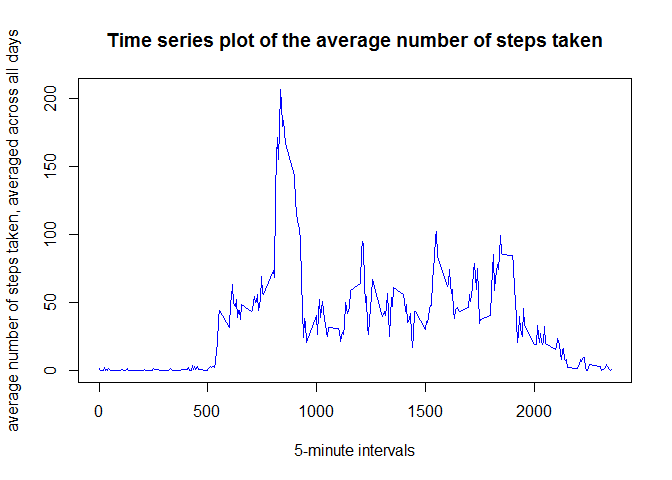 Time series plot of the average number of steps taken
average number of steps taken, averaged across all days
200
150
100
50
0
0 500 1000 1500 2000
5-minute intervals